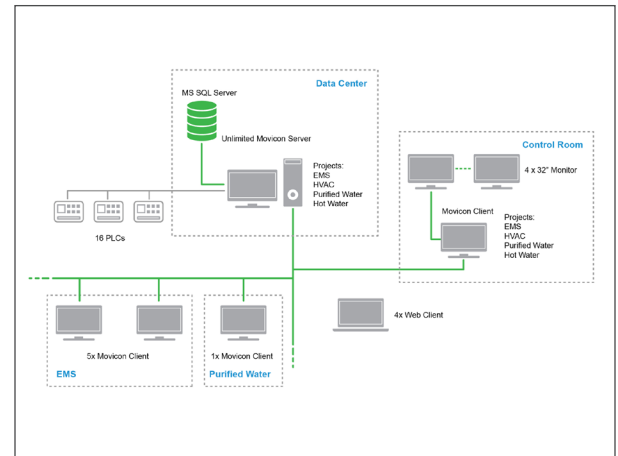 Data Center
MS SQL Server
Unlimited Movicon Server
Projects:
EMS
HVAC
Purified Water
Hot Water
16 PLCs
Control Room
4 x 32" Monitor
Movicon Client
Projects:
EMS
HVAC
Purified Water
Hot Water
4x Web Client
5x Movicon Client
EMS
1x Movicon Client
Purified Water